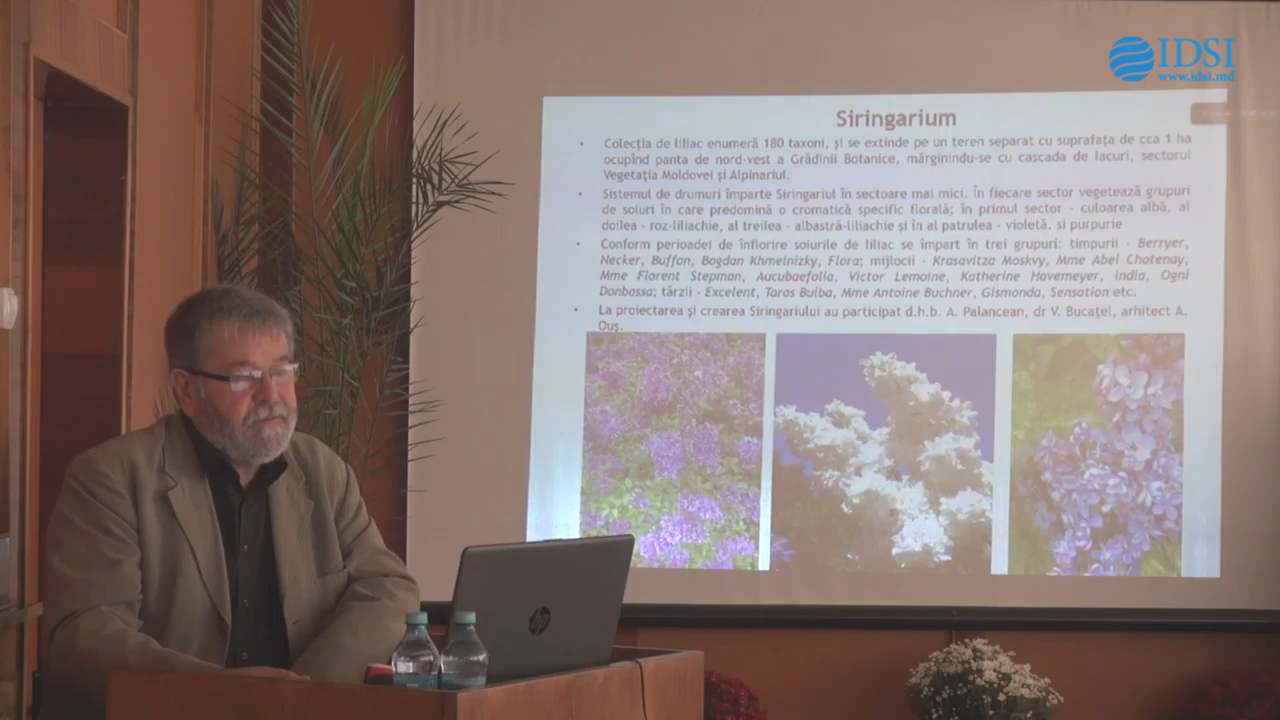 IDSI
www.idsi.md
Siringarium
• Colecția de liliac enumeră 180 taxoni, și se extinde pe un teren separat cu suprafața de cca 1 ha
ocupînd panta de nord-vest a Grădinii Botanice, mărginindu-se cu cascada de lacuri, sectorul
Vegetația Moldovei și Alpinariul.
• Sistemul de drumuri împarte Siringariul în sectoare mai mici. În fiecare sector vegetează grupuri
de soiuri în care predomină o cromatică specific florală; în primul sector - culoarea albă, al
doilea - roz-liliachie, al treilea - albastră-liliachie și în al patrulea - violetă. si purpurie
• Conform perioadei de înflorire soiurile de liliac se împart în trei grupuri: timpurii - Berryer,
Necker, Buffon, Bogdan Khmelnizky, Flora; mijlocii - Krasavitza Moskvy, Mme Abel Chatenay,
Mme Florent Stepman, Aucubaefolia, Victor Lemoine, Katherine Havemeyer, India, Ogni
Donbassa; tărzii - Excelent, Taras Bulba, Mme Antoine Buchner, Gismonda, Sensation etc.
• La proiectarea și crearea Siringariului au participat d.h.b. A. Palancean, dr V. Bucațel, arhitect A.
Ouș.
hp